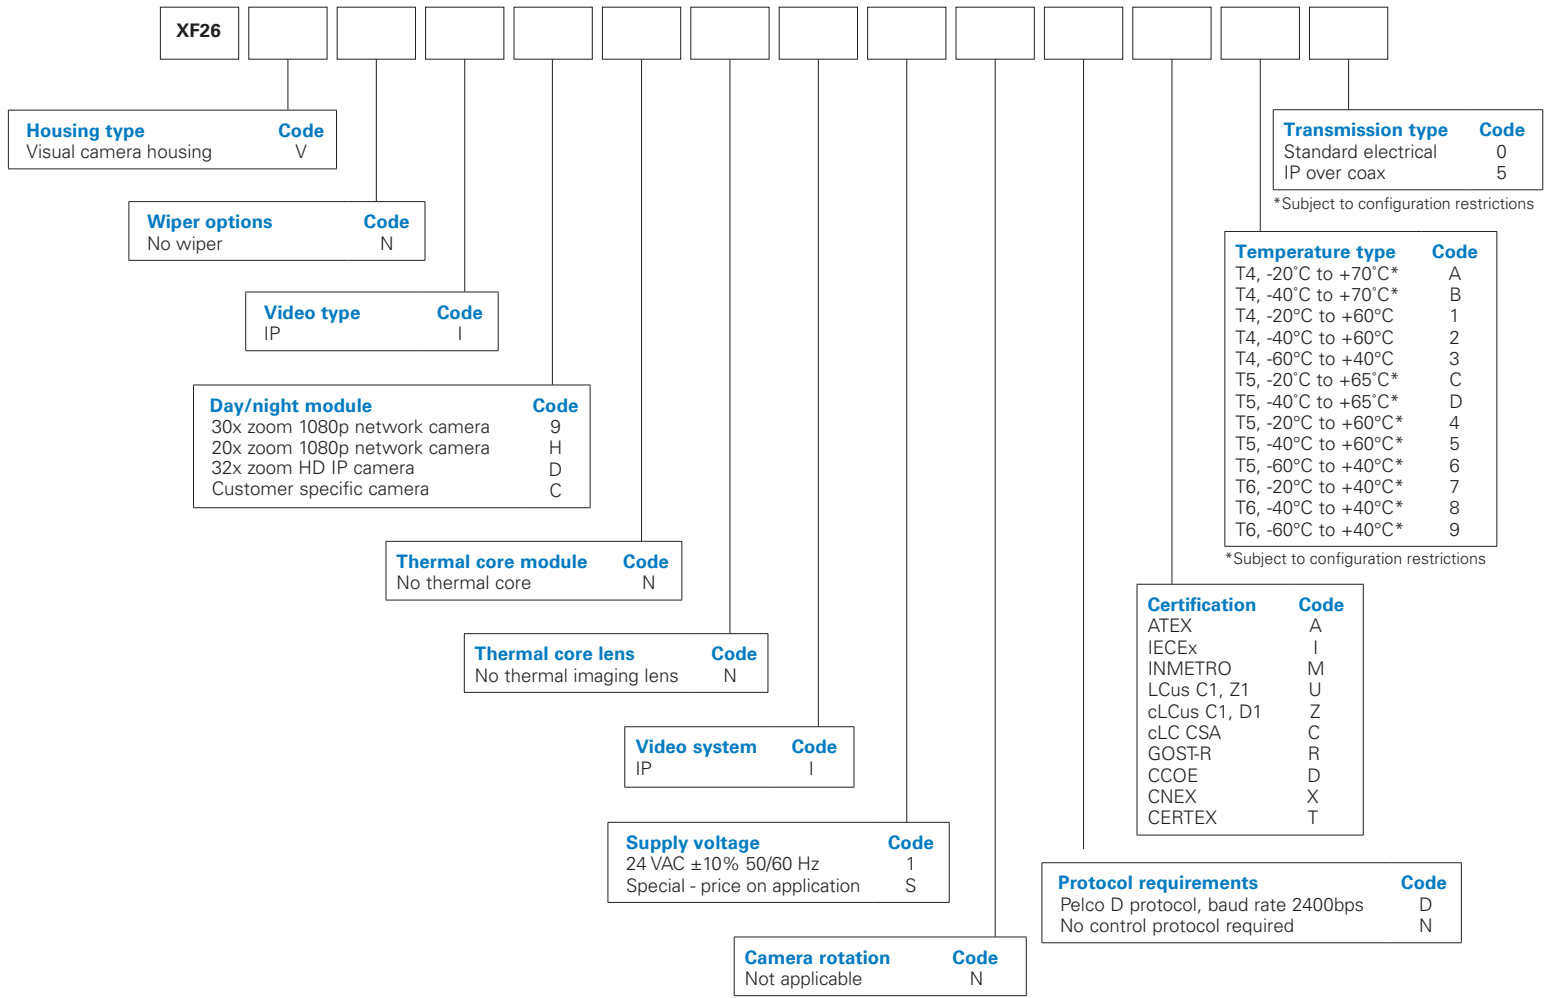 XF26
Housing type Code
Visual camera housing V
Wiper options Code
No wiper N
Video type Code
IP I
Day/night module Code
30x zoom 1080p network camera 9
20x zoom 1080p network camera H
32x zoom HD IP camera D
Customer specific camera C
Thermal core module Code
No thermal core N
Thermal core lens Code
No thermal imaging lens N
Video system Code
IP I
Supply voltage Code
24 VAC ±10% 50/60 Hz 1
Special - price on application S
Camera rotation Code
Not applicable N
Protocol requirements Code
Pelco D protocol, baud rate 2400bps D
No control protocol required N
Certification Code
ATEX A
IECEx I
INMETRO M
LCus C1, Z1 U
cLCus C1, D1 Z
cLC CSA C
GOST-R R
CCOE D
CNEX X
CERTEX T
Temperature type Code
T4, -20˚C to +70˚C* A
T4, -40˚C to +70˚C* B
T4, -20°C to +60°C 1
T4, -40°C to +60°C 2
T4, -60°C to +40°C 3
T5, -20˚C to +65˚C* C
T5, -40˚C to +65˚C* D
T5, -20°C to +60°C* 4
T5, -40°C to +60°C* 5
T5, -60°C to +40°C* 6
T6, -20°C to +40°C* 7
T6, -40°C to +40°C* 8
T6, -60°C to +40°C* 9
*Subject to configuration restrictions
Transmission type Code
Standard electrical 0
IP over coax 5
*Subject to configuration restrictions